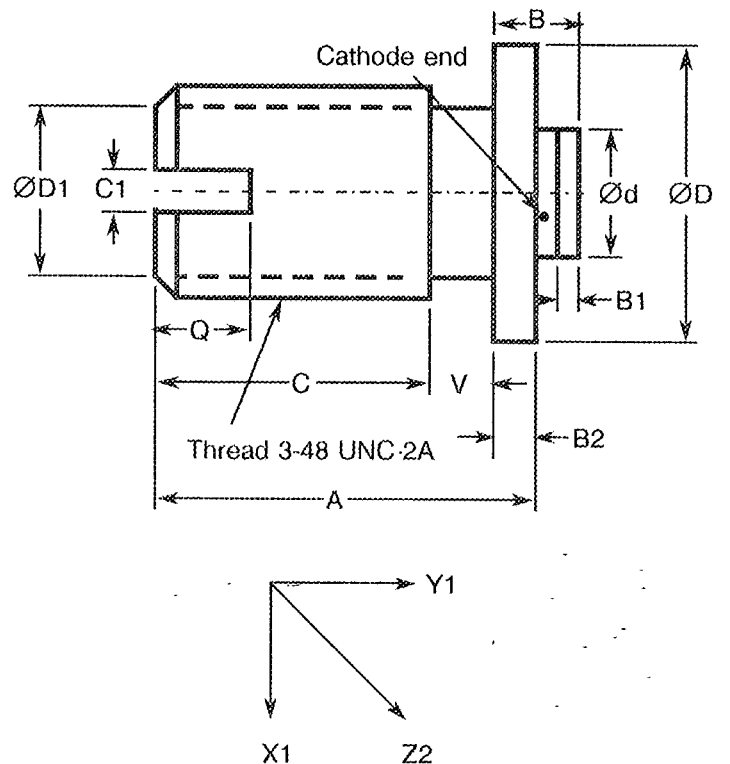 B
Cathode end
ØD1
C1
Ød
ØD
B1
Q
C
V
B2
Thread 3-48 UNC-2A
A
Y1
X1
Z2